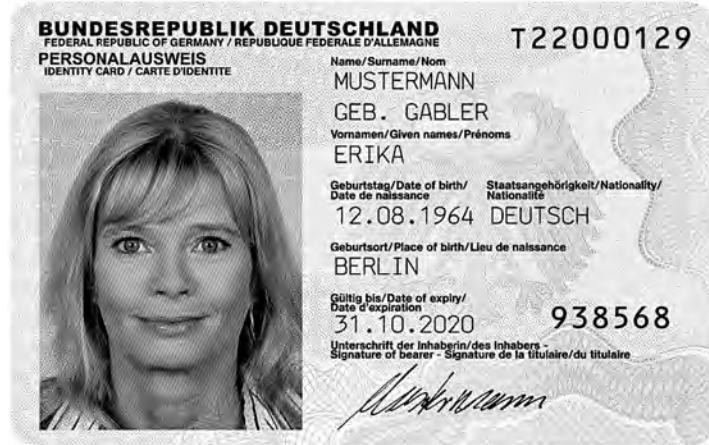 BUNDESREPUBLIK DEUTSCHLAND
FEDERAL REPUBLIC OF GERMANY / REPUBLIQUE FEDERALE D'ALLEMAGNE
PERSONALAUSWEIS
IDENTITY CARD / CARTE D'IDENTITE
T22000129
Name/Surname/Nom
MUSTERMANN
GEB. GABLER
Vornamen/Given names/Prénoms
ERIKA
Geburtstag/Date of birth/ Staatsangehörigkeit/Nationality/
Date de naissance Nationalité
12.08.1964 DEUTSCH
Geburtsort/Place of birth/Lieu de naissance
BERLIN
Gültig bis/Date of expiry/
Date d'expiration
31.10.2020 938568
Unterschrift der Inhaberin/des Inhabers -
Signature of bearer - Signature de la titulaire/du titulaire
Mustermann